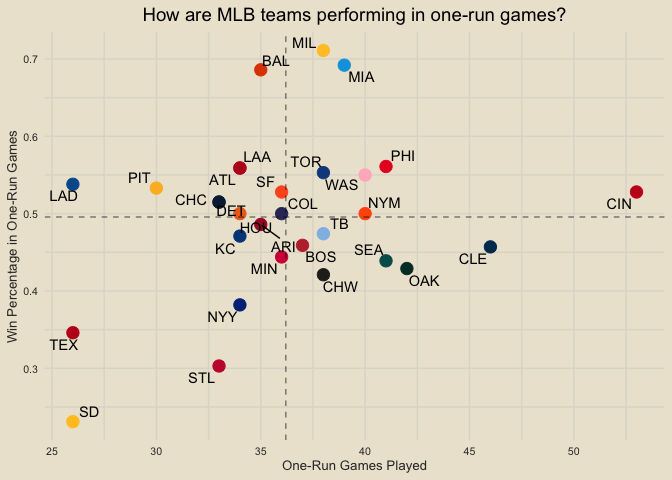 How are MLB teams performing in one-run games?
Win Percentage in One-Run Games
0.7
0.6
0.5
0.4
0.3
MIL
BAL
MIA
LAA
TOR
PHI
PIT
ATL
SF
WAS
LAD
CHC
DET
COL
NYM
CIN
HOU
TB
KC
ARI
BOS
SEA
CLE
MIN
CHW
OAK
NYY
TEX
STL
SD
25
30
35
40
45
50
One-Run Games Played